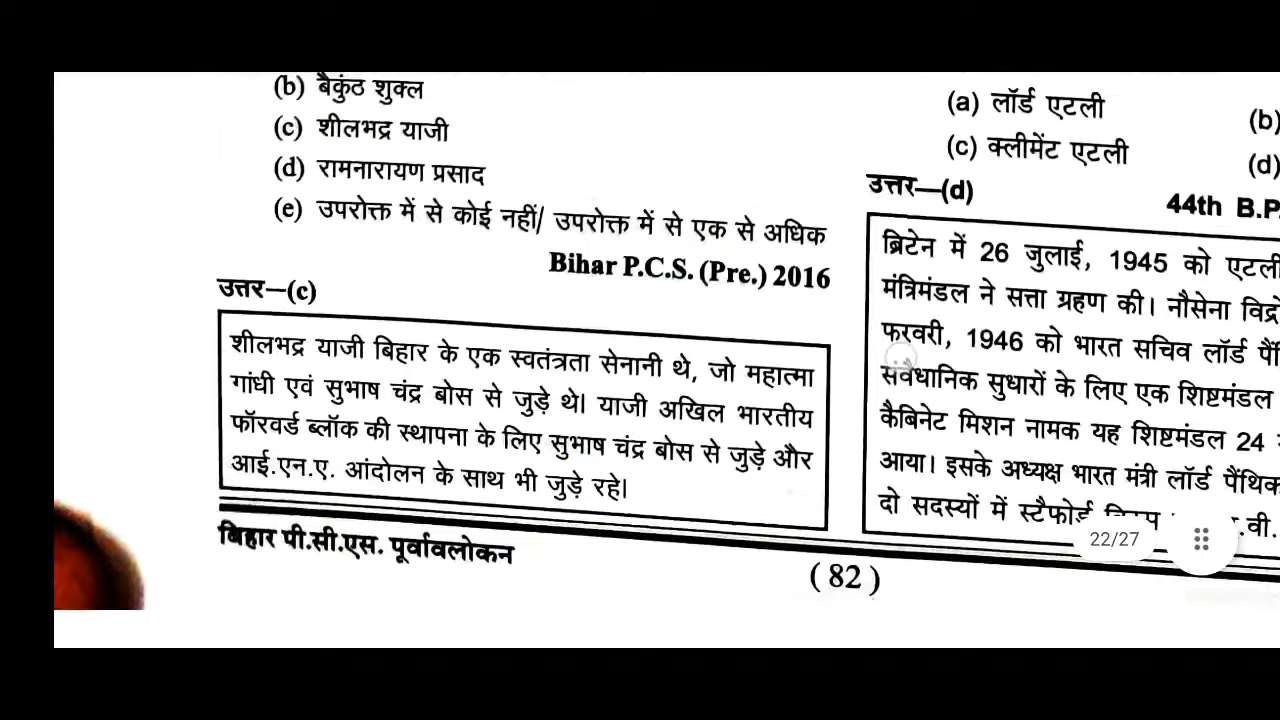 (b) बैकुंठ शुक्ल
(c) शीलभद्र याजी
(d) रामनारायण प्रसाद
(e) उपरोक्त में से कोई नहीं/ उपरोक्त में से एक से अधिक
Bihar P.C.S. (Pre.) 2016
उत्तर—(c)
शीलभद्र याजी बिहार के एक स्वतंत्रता सेनानी थे, जो महात्मा
गांधी एवं सुभाष चंद्र बोस से जुड़े थे। याजी अखिल भारतीय
फॉरवर्ड ब्लॉक की स्थापना के लिए सुभाष चंद्र बोस से जुड़े और
आई.एन.ए. आंदोलन के साथ भी जुड़े रहे।
बिहार पी.सी.एस. पूर्वावलोकन
(82)
(a) लॉर्ड एटली
(b)
(c) क्लीमेंट एटली
(d)
उत्तर—(d)
44th B.P.
ब्रिटेन में 26 जुलाई, 1945 को एटली
मंत्रिमंडल ने सत्ता ग्रहण की। नौसेना
फरवरी, 1946 को भारत सचिव लॉर्ड
संवैधानिक सुधारों के लिए एक शिष्टमंडल
कैबिनेट मिशन नामक यह शिष्टमंडल 24
आया। इसके अध्यक्ष भारत मंत्री लॉर्ड
दो सदस्यों में स्टैफोर्ड
22/27